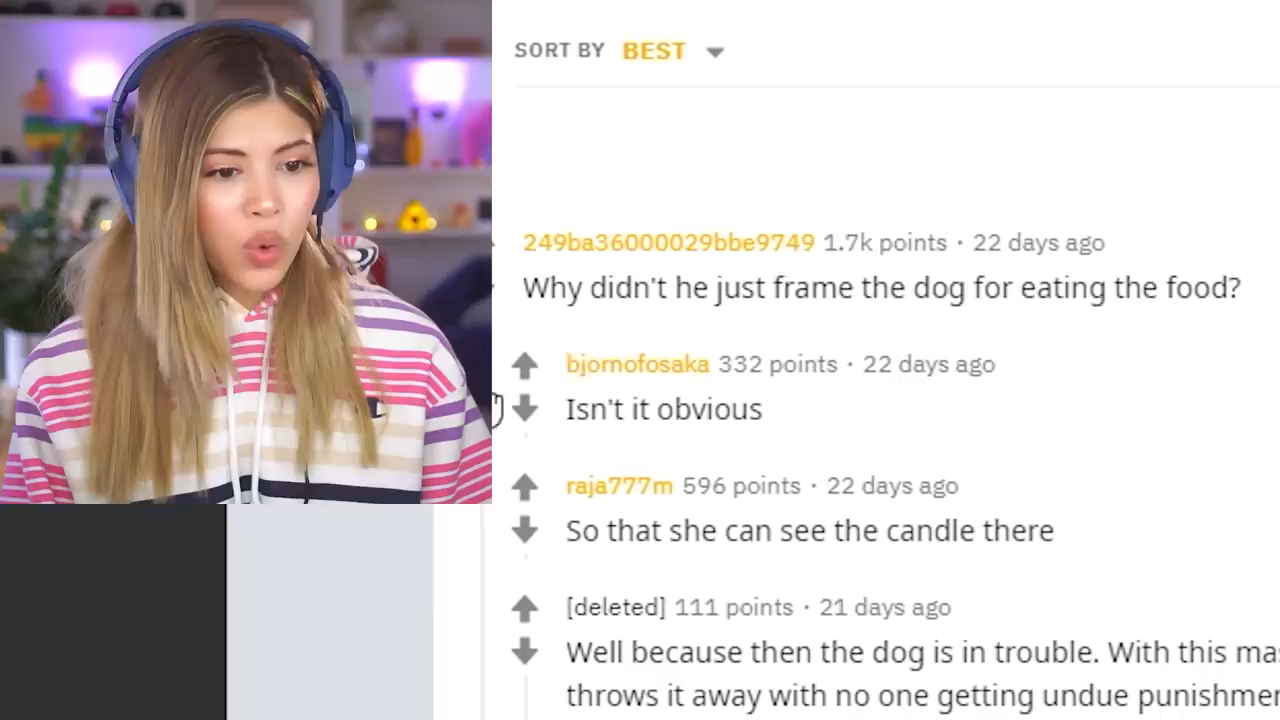 SORT BY BEST
249ba36000029bbe9749 1.7k points · 22 days ago
Why didn't he just frame the dog for eating the food?
bjornofosaka 332 points · 22 days ago
Isn't it obvious
raja777m 596 points · 22 days ago
So that she can see the candle there
[deleted] 111 points · 21 days ago
Well because then the dog is in trouble. With this
throws it away with no one getting undue